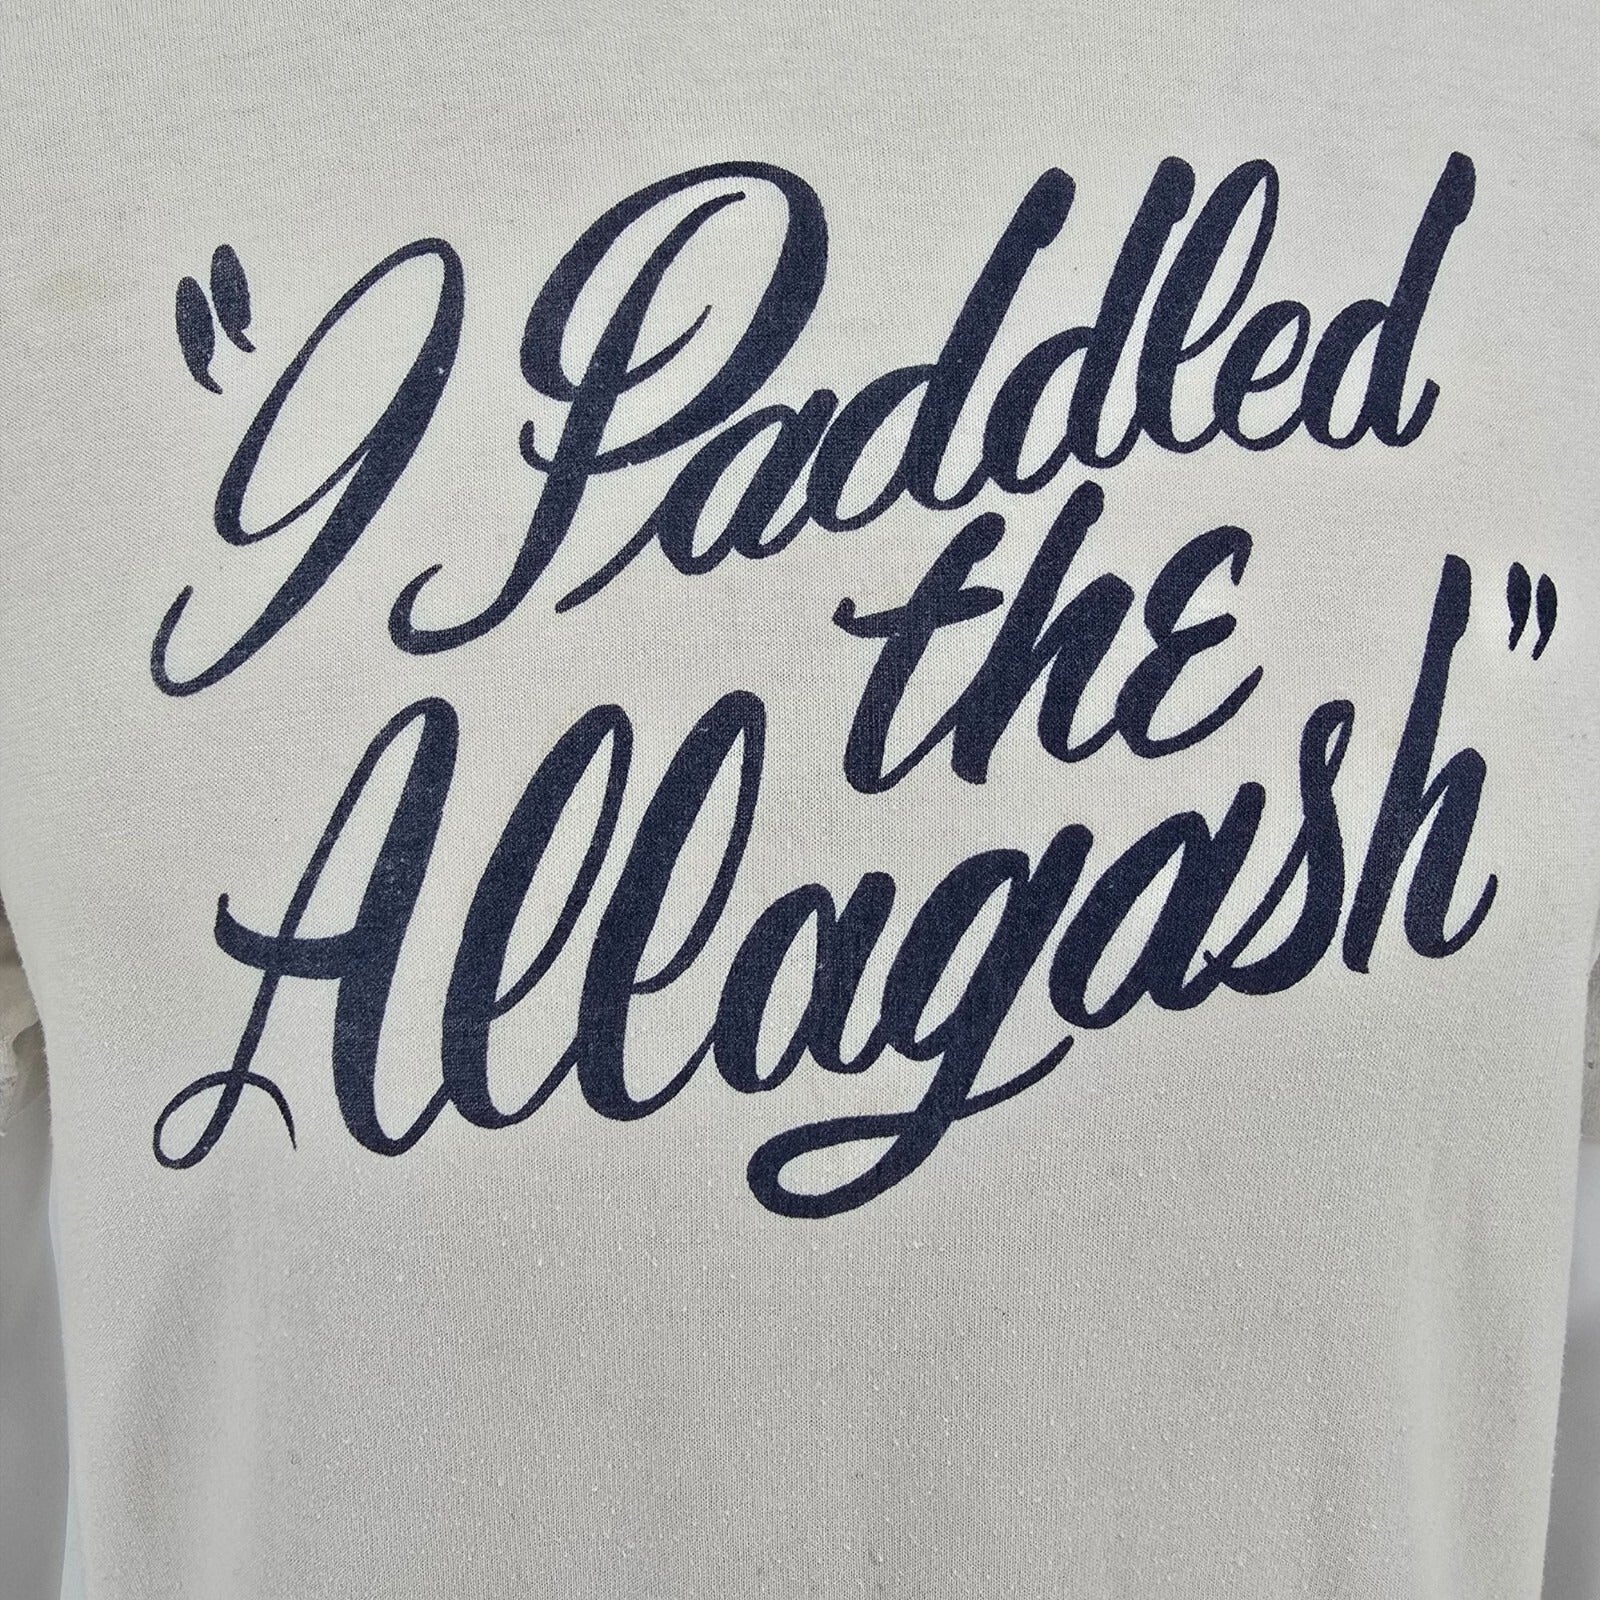 "I Paddled
the
Allagash"